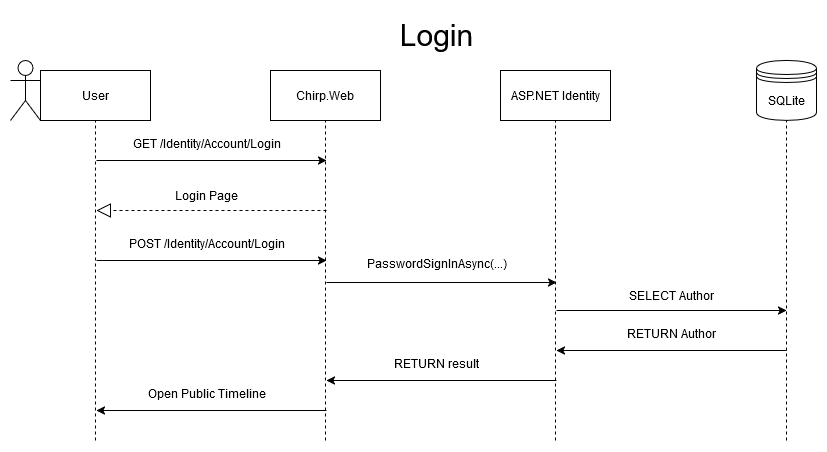 Login
User
Chirp.Web
ASP.NET Identity
SQLite
GET /Identity/Account/Login
Login Page
POST /Identity/Account/Login
PasswordSignInAsync(...)
SELECT Author
RETURN Author
RETURN result
Open Public Timeline